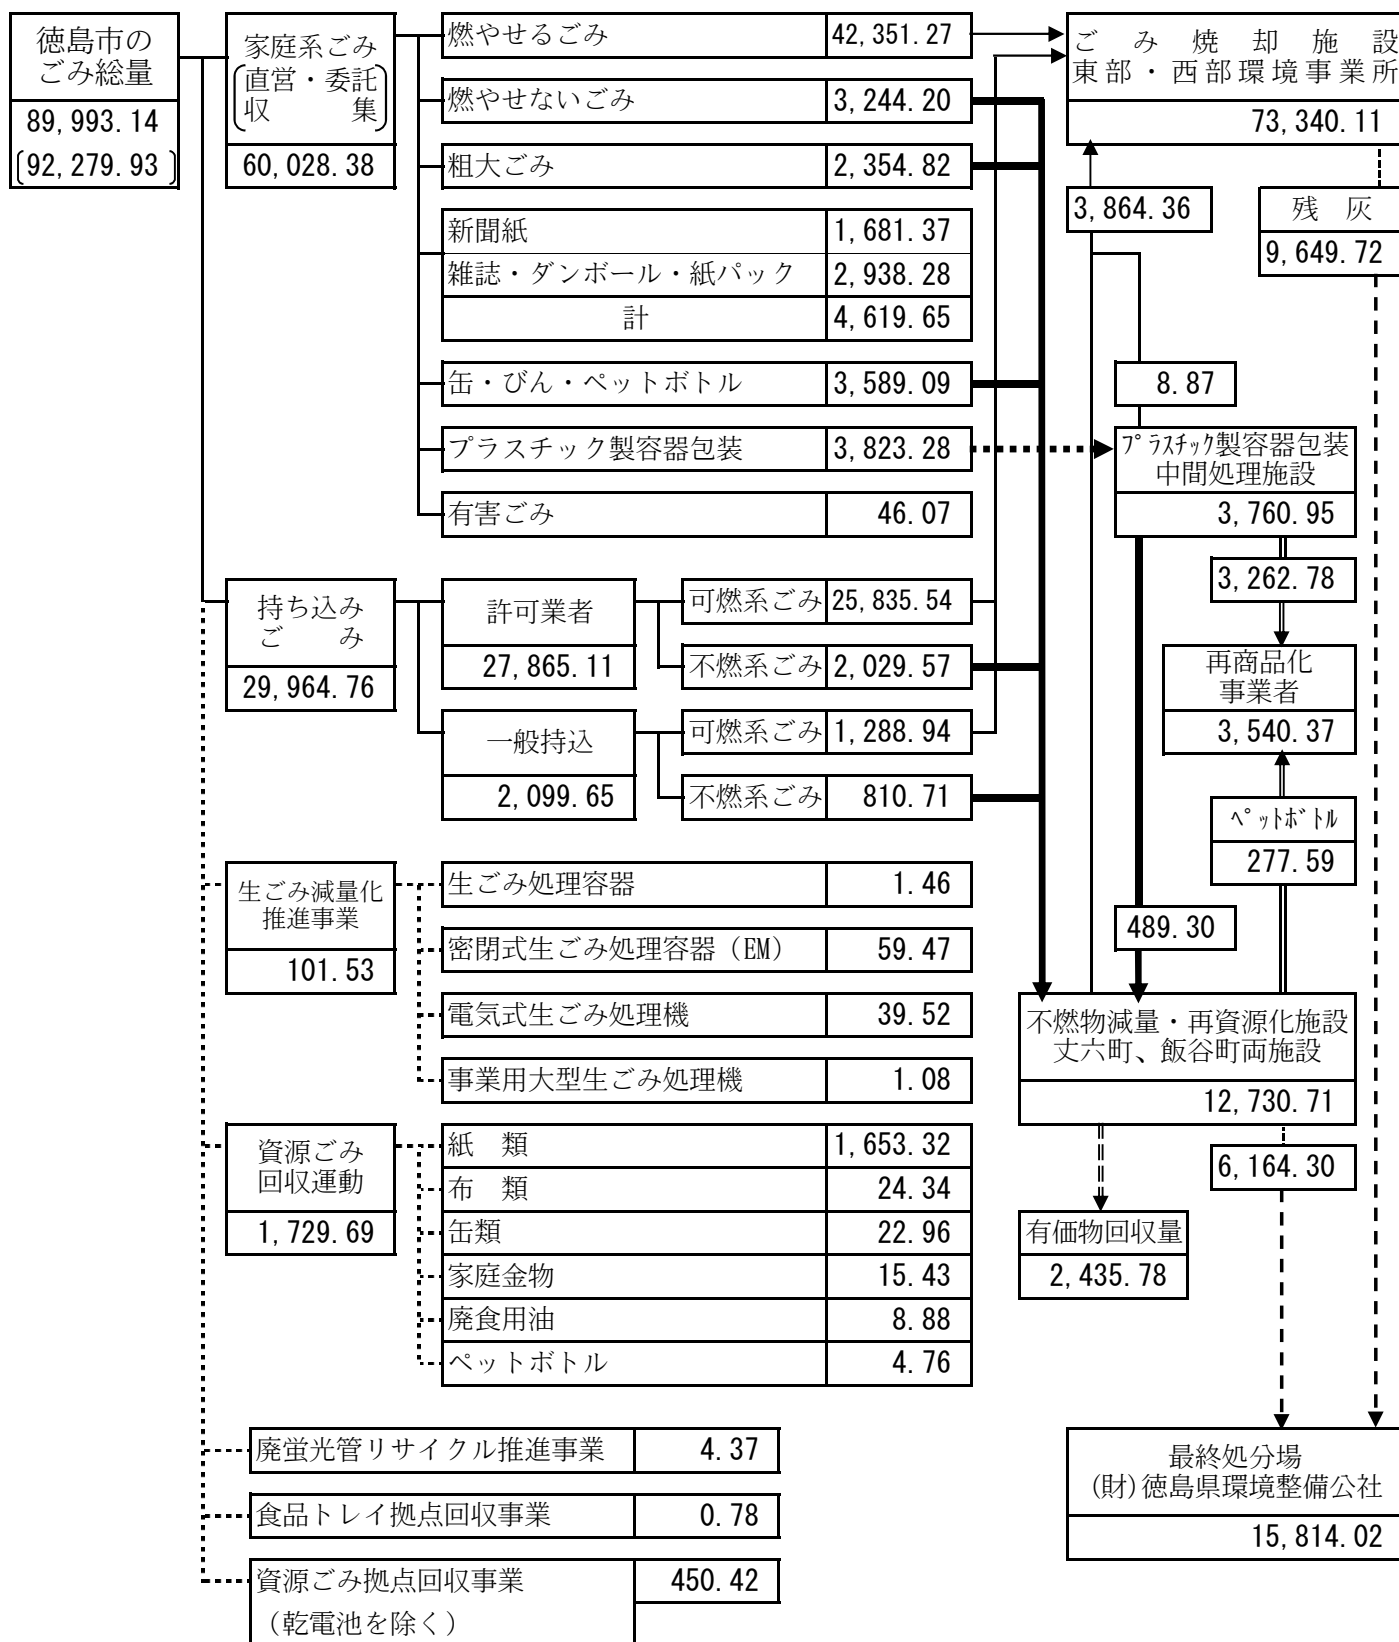 徳島市の
ごみ総量
89,993.14
(92,279.93)
家庭系ごみ
直営・委託
収 集
60,028.38
燃やせるごみ 42,351.27
燃やせないごみ 3,244.20
粗大ごみ 2,354.82
新聞紙 1,681.37
雑誌・ダンボール・紙パック 2,938.28
計 4,619.65
缶・びん・ペットボトル 3,589.09
プラスチック製容器包装 3,823.28
有害ごみ 46.07
持ち込み
ご み
29,964.76
許可業者
27,865.11
可燃系ごみ 25,835.54
不燃系ごみ 2,029.57
一般持込
2,099.65
可燃系ごみ 1,288.94
不燃系ごみ 810.71
生ごみ減量化
推進事業
101.53
生ごみ処理容器 1.46
密閉式生ごみ処理容器(EM) 59.47
電気式生ごみ処理機 39.52
事業用大型生ごみ処理機 1.08
資源ごみ
回収運動
1,729.69
紙 類 1,653.32
布 類 24.34
缶類 22.96
家庭金物 15.43
廃食用油 8.88
ペットボトル 4.76
廃蛍光管リサイクル推進事業 4.37
食品トレイ拠点回収事業 0.78
資源ごみ拠点回収事業 450.42
(乾電池を除く)
ご み 焼 却 施 設
東部・西部環境事業所
73,340.11
3,864.36
残 灰
9,649.72
8.87
プラスチック製容器包装
中間処理施設
3,760.95
3,262.78
再商品化
事業者
3,540.37
ペットボトル
277.59
489.30
不燃物減量・再資源化施設
丈六町、飯谷町両施設
12,730.71
6,164.30
有価物回収量
2,435.78
最終処分場
(財)徳島県環境整備公社
15,814.02